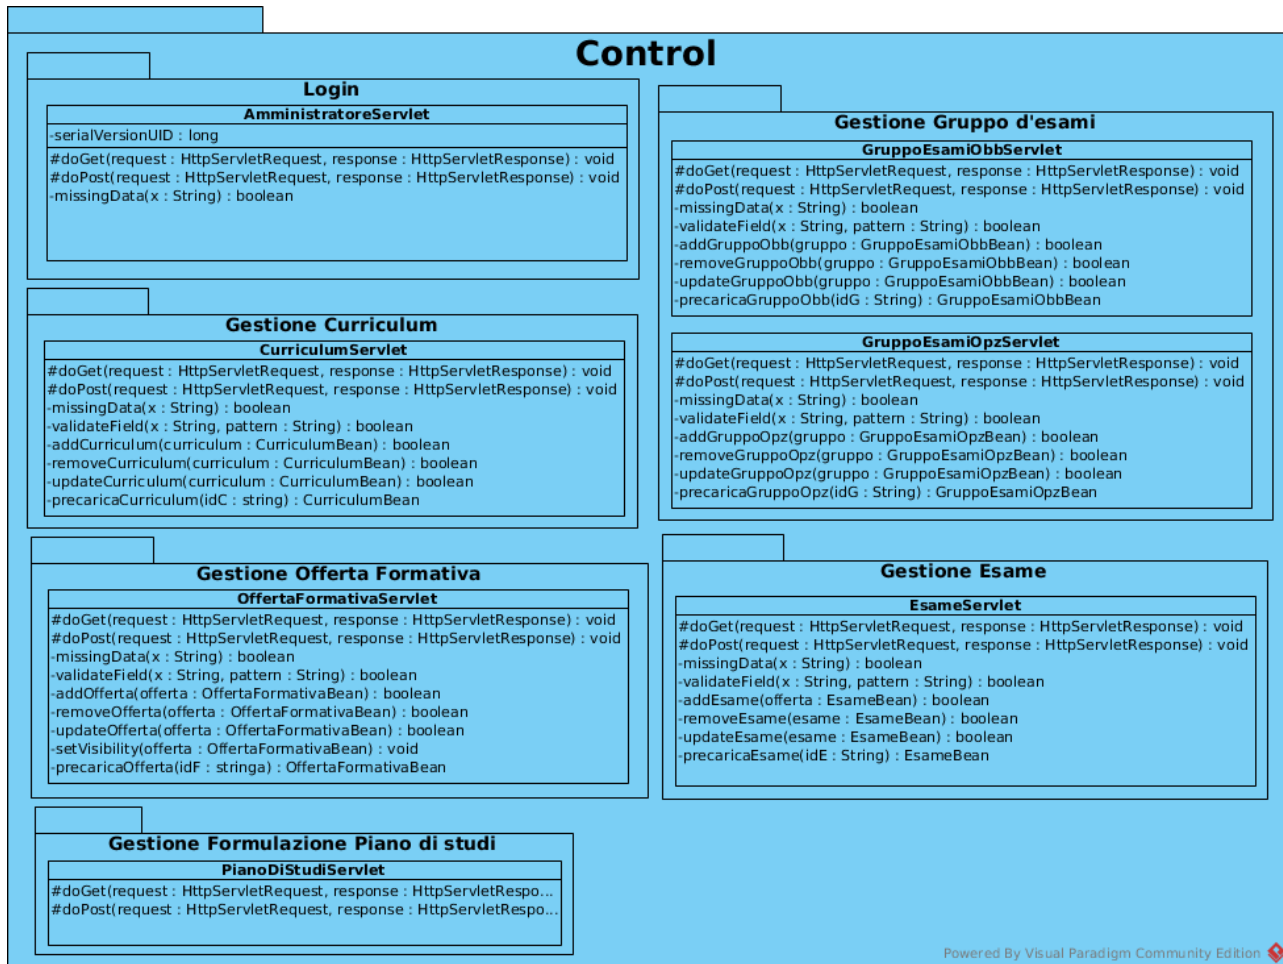 Control
Login
AmministratoreServlet
-serialVersionUID : long
#doGet(request : HttpServletRequest, response : HttpServletResponse) : void
#doPost(request : HttpServletRequest, response : HttpServletResponse) : void
-missingData(x : String) : boolean
Gestione Curriculum
CurriculumServlet
#doGet(request : HttpServletRequest, response : HttpServletResponse) : void
#doPost(request : HttpServletRequest, response : HttpServletResponse) : void
-missingData(x : String) : boolean
-validateField(x : String, pattern : String) : boolean
-addCurriculum(curriculum : CurriculumBean) : boolean
-removeCurriculum(curriculum : CurriculumBean) : boolean
-updateCurriculum(curriculum : CurriculumBean) : boolean
-precaricaCurriculum(idC : string) : CurriculumBean
Gestione Offerta Formativa
OffertaFormativaServlet
#doGet(request : HttpServletRequest, response : HttpServletResponse) : void
#doPost(request : HttpServletRequest, response : HttpServletResponse) : void
-missingData(x : String) : boolean
-validateField(x : String, pattern : String) : boolean
-addOfferta(offerta : OffertaFormativaBean) : boolean
-removeOfferta(offerta : OffertaFormativaBean) : boolean
-updateOfferta(offerta : OffertaFormativaBean) : boolean
-setVisibility(offerta : OffertaFormativaBean) : void
-precaricaOfferta(idF : stringa) : OffertaFormativaBean
Gestione Formulazione Piano di studi
PianoDiStudiServlet
#doGet(request : HttpServletRequest, response : HttpServletRespo...
#doPost(request : HttpServletRequest, response : HttpServletRespo...
Gestione Gruppo d'esami
GruppoEsamiObbServlet
#doGet(request : HttpServletRequest, response : HttpServletResponse) : void
#doPost(request : HttpServletRequest, response : HttpServletResponse) : void
-missingData(x : String) : boolean
-validateField(x : String, pattern : String) : boolean
-addGruppoObb(gruppo : GruppoEsamiObbBean) : boolean
-removeGruppoObb(gruppo : GruppoEsamiObbBean) : boolean
-updateGruppoObb(gruppo : GruppoEsamiObbBean) : boolean
-precaricaGruppoObb(idG : String) : GruppoEsamiObbBean
GruppoEsamiOpzServlet
#doGet(request : HttpServletRequest, response : HttpServletResponse) : void
#doPost(request : HttpServletRequest, response : HttpServletResponse) : void
-missingData(x : String) : boolean
-validateField(x : String, pattern : String) : boolean
-addGruppoOpz(gruppo : GruppoEsamiOpzBean) : boolean
-removeGruppoOpz(gruppo : GruppoEsamiOpzBean) : boolean
-updateGruppoOpz(gruppo : GruppoEsamiOpzBean) : boolean
-precaricaGruppoOpz(idG : String) : GruppoEsamiOpzBean
Gestione Esame
EsameServlet
#doGet(request : HttpServletRequest, response : HttpServletResponse) : void
#doPost(request : HttpServletRequest, response : HttpServletResponse) : void
-missingData(x : String) : boolean
-validateField(x : String, pattern : String) : boolean
-addEsame(offerta : EsameBean) : boolean
-removeEsame(esame : EsameBean) : boolean
-updateEsame(esame : EsameBean) : boolean
-precaricaEsame(idE : String) : EsameBean
Powered By Visual Paradigm Community Edition